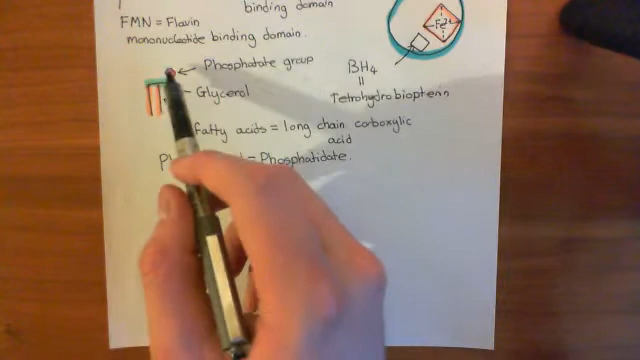 binding domain
FMN = Flavin
mononucleotide binding domain.
Fe²⁺
Phosphatate group
Glycerol
BH4
=
Tetrahydrobiopterin
fatty acids = long chain carboxylic
acid
= Phosphatidate.